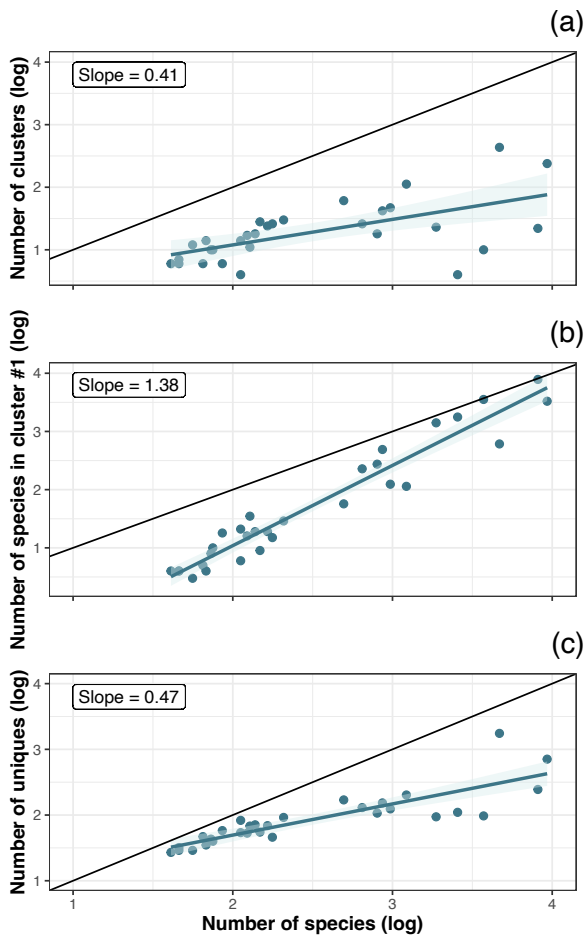 (a)
Number of clusters (log)
4
3
2
1
Slope = 0.41
(b)
Number of species in cluster #1 (log)
4
3
2
1
Slope = 1.38
(c)
Number of uniques (log)
4
3
2
1
Slope = 0.47
1 2 3 4
Number of species (log)